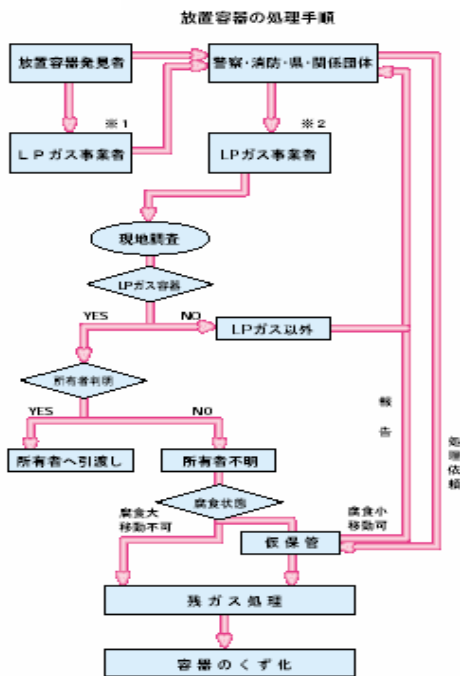 放置容器の処理手順
放置容器発見者
警察・消防・県・関係団体
※1
※2
LPガス事業者
LPガス事業者
現地調査
LPガス容器
YES
NO
LPガス以外
所有者判明
YES
NO
報告
処理依頼
所有者へ引渡し
所有者不明
腐食状態
腐食大
移動不可
腐食小
移動可
仮保管
残ガス処理
容器のくず化